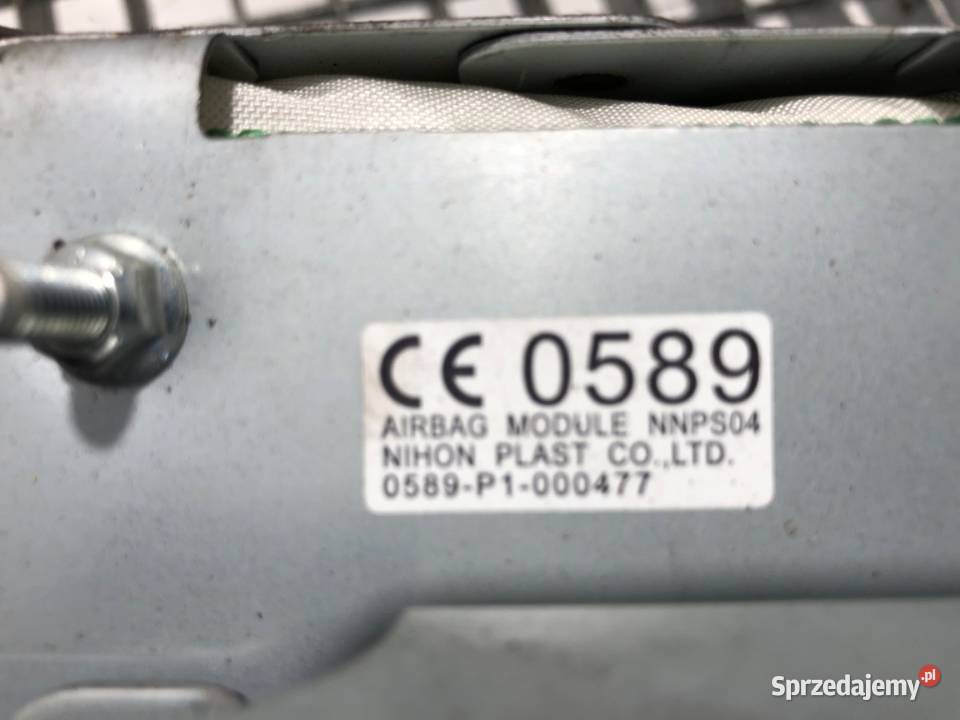 CE 0589
AIRBAG MODULE NNPS04
NIHON PLAST CO.,LTD.
0589-P1-000477
Sprzedajemy.pl